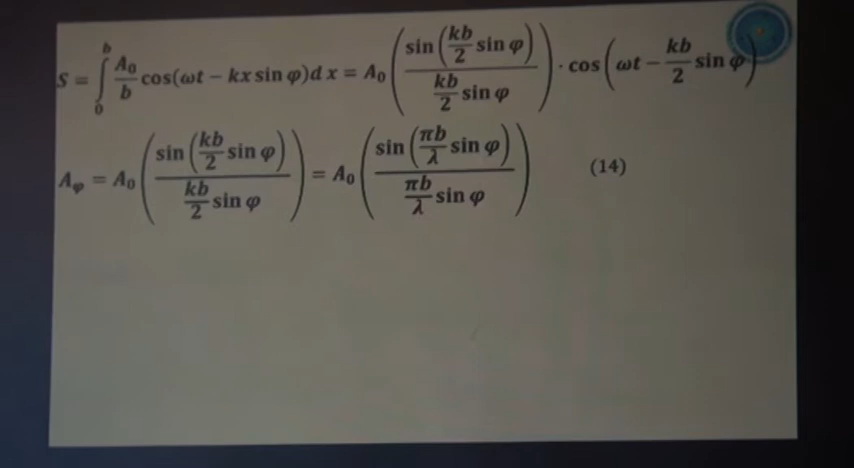 S = ∫₀ᵇ A₀/b cos(ωt − kx sin φ)d x = A₀ (sin(kb/2 sin φ) / (kb/2 sin φ)) · cos(ωt − kb/2 sin φ)
A_φ = A₀ (sin(kb/2 sin φ) / (kb/2 sin φ)) = A₀ (sin(πb/λ sin φ) / (πb/λ sin φ)) (14)